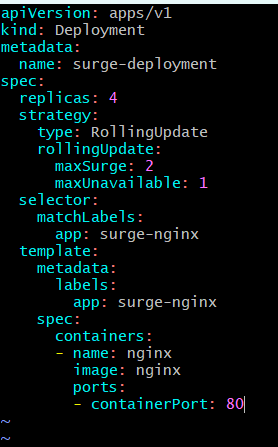 apiVersion: apps/v1
kind: Deployment
metadata:
  name: surge-deployment
spec:
  replicas: 4
  strategy:
    type: RollingUpdate
    rollingUpdate:
      maxSurge: 2
      maxUnavailable: 1
  selector:
    matchLabels:
      app: surge-nginx
  template:
    metadata:
      labels:
        app: surge-nginx
    spec:
      containers:
      - name: nginx
        image: nginx
        ports:
        - containerPort: 80
~
~